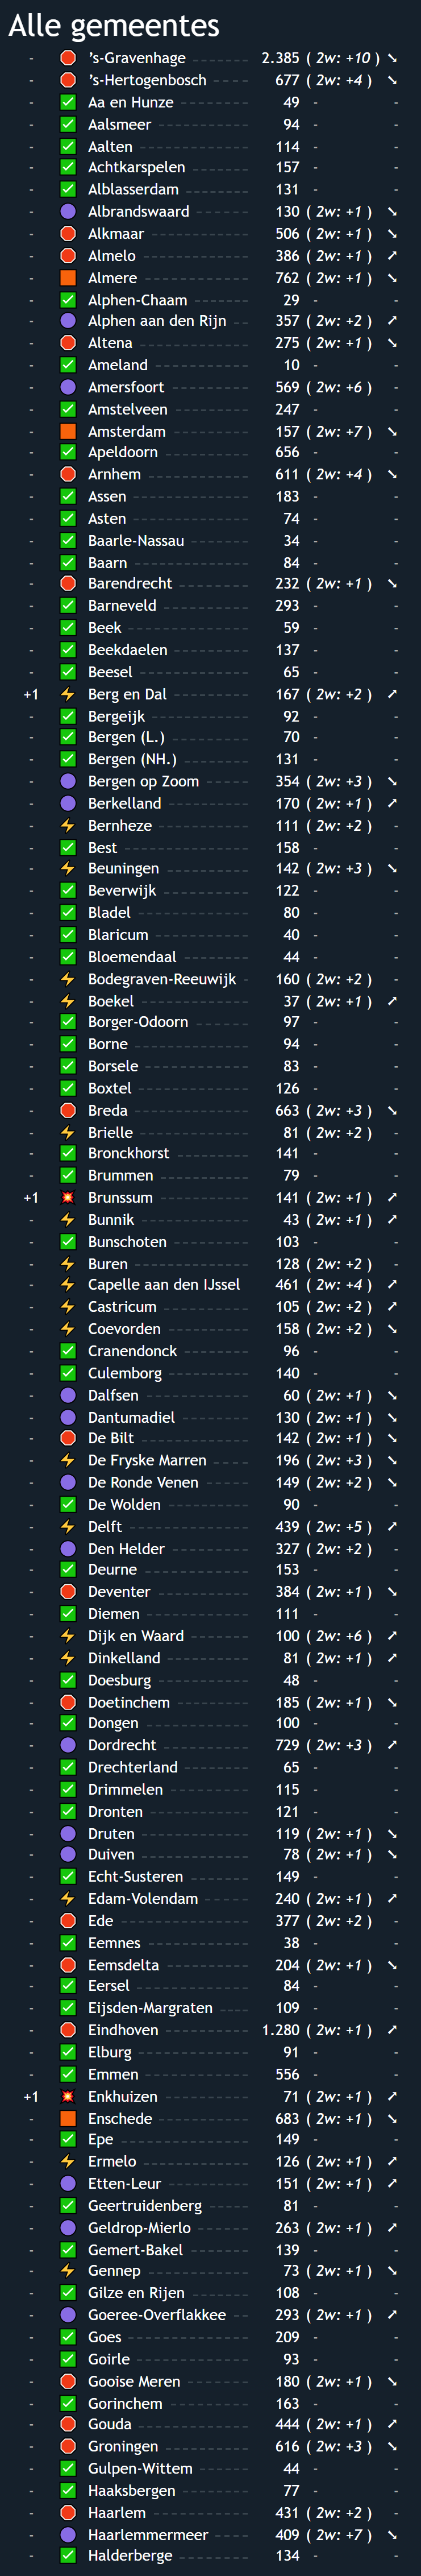 Alle gemeentes
- 's-Gravenhage 2.385 ( 2w: +10 ) ↘
- 's-Hertogenbosch 677 ( 2w: +4 ) ↘
- Aa en Hunze 49 - -
- Aalsmeer 94 - -
- Aalten 114 - -
- Achtkarspelen 157 - -
- Alblasserdam 131 - -
- Albrandswaard 130 ( 2w: +1 ) ↘
- Alkmaar 506 ( 2w: +1 ) ↘
- Almelo 386 ( 2w: +1 ) ↗
- Almere 762 ( 2w: +1 ) ↘
- Alphen-Chaam 29 - -
- Alphen aan den Rijn 357 ( 2w: +2 ) ↗
- Altena 275 ( 2w: +1 ) ↘
- Ameland 10 - -
- Amersfoort 569 ( 2w: +6 ) -
- Amstelveen 247 - -
- Amsterdam 157 ( 2w: +7 ) ↘
- Apeldoorn 656 - -
- Arnhem 611 ( 2w: +4 ) ↘
- Assen 183 - -
- Asten 74 - -
- Baarle-Nassau 34 - -
- Baarn 84 - -
- Barendrecht 232 ( 2w: +1 ) ↘
- Barneveld 293 - -
- Beek 59 - -
- Beekdaelen 137 - -
- Beesel 65 - -
+1 Berg en Dal 167 ( 2w: +2 ) ↗
- Bergeijk 92 - -
- Bergen (L.) 70 - -
- Bergen (NH.) 131 - -
- Bergen op Zoom 354 ( 2w: +3 ) ↘
- Berkelland 170 ( 2w: +1 ) ↗
- Bernheze 111 ( 2w: +2 ) -
- Best 158 - -
- Beuningen 142 ( 2w: +3 ) ↘
- Beverwijk 122 - -
- Bladel 80 - -
- Blaricum 40 - -
- Bloemendaal 44 - -
- Bodegraven-Reeuwijk 160 ( 2w: +2 ) -
- Boekel 37 ( 2w: +1 ) ↗
- Borger-Odoorn 97 - -
- Borne 94 - -
- Borsele 83 - -
- Boxtel 126 - -
- Breda 663 ( 2w: +3 ) ↘
- Brielle 81 ( 2w: +2 ) -
- Bronckhorst 141 - -
- Brummen 79 - -
+1 Brunssum 141 ( 2w: +1 ) ↗
- Bunnik 43 ( 2w: +1 ) ↗
- Bunschoten 103 - -
- Buren 128 ( 2w: +2 ) -
- Capelle aan den IJssel 461 ( 2w: +4 ) ↗
- Castricum 105 ( 2w: +2 ) ↗
- Coevorden 158 ( 2w: +2 ) ↘
- Cranendonck 96 - -
- Culemborg 140 - -
- Dalfsen 60 ( 2w: +1 ) ↘
- Dantumadiel 130 ( 2w: +1 ) ↘
- De Bilt 142 ( 2w: +1 ) ↘
- De Fryske Marren 196 ( 2w: +3 ) ↘
- De Ronde Venen 149 ( 2w: +2 ) ↘
- De Wolden 90 - -
- Delft 439 ( 2w: +5 ) ↗
- Den Helder 327 ( 2w: +2 ) -
- Deurne 153 - -
- Deventer 384 ( 2w: +1 ) ↘
- Diemen 111 - -
- Dijk en Waard 100 ( 2w: +6 ) ↗
- Dinkelland 81 ( 2w: +1 ) ↗
- Doesburg 48 - -
- Doetinchem 185 ( 2w: +1 ) ↘
- Dongen 100 - -
- Dordrecht 729 ( 2w: +3 ) ↗
- Drechterland 65 - -
- Drimmelen 115 - -
- Dronten 121 - -
- Druten 119 ( 2w: +1 ) ↘
- Duiven 78 ( 2w: +1 ) ↘
- Echt-Susteren 149 - -
- Edam-Volendam 240 ( 2w: +1 ) ↗
- Ede 377 ( 2w: +2 ) -
- Eemnes 38 - -
- Eemsdelta 204 ( 2w: +1 ) ↘
- Eersel 84 - -
- Eijsden-Margraten 109 - -
- Eindhoven 1.280 ( 2w: +1 ) ↗
- Elburg 91 - -
- Emmen 556 - -
+1 Enkhuizen 71 ( 2w: +1 ) ↗
- Enschede 683 ( 2w: +1 ) ↘
- Epe 149 - -
- Ermelo 126 ( 2w: +1 ) ↗
- Etten-Leur 151 ( 2w: +1 ) ↗
- Geertruidenberg 81 - -
- Geldrop-Mierlo 263 ( 2w: +1 ) ↗
- Gemert-Bakel 139 - -
- Gennep 73 ( 2w: +1 ) ↘
- Gilze en Rijen 108 - -
- Goeree-Overflakkee 293 ( 2w: +1 ) ↗
- Goes 209 - -
- Goirle 93 - -
- Gooise Meren 180 ( 2w: +1 ) ↘
- Gorinchem 163 - -
- Gouda 444 ( 2w: +1 ) ↗
- Groningen 616 ( 2w: +3 ) ↘
- Gulpen-Wittem 44 - -
- Haaksbergen 77 - -
- Haarlem 431 ( 2w: +2 ) -
- Haarlemmermeer 409 ( 2w: +7 ) ↘
- Halderberge 134 - -